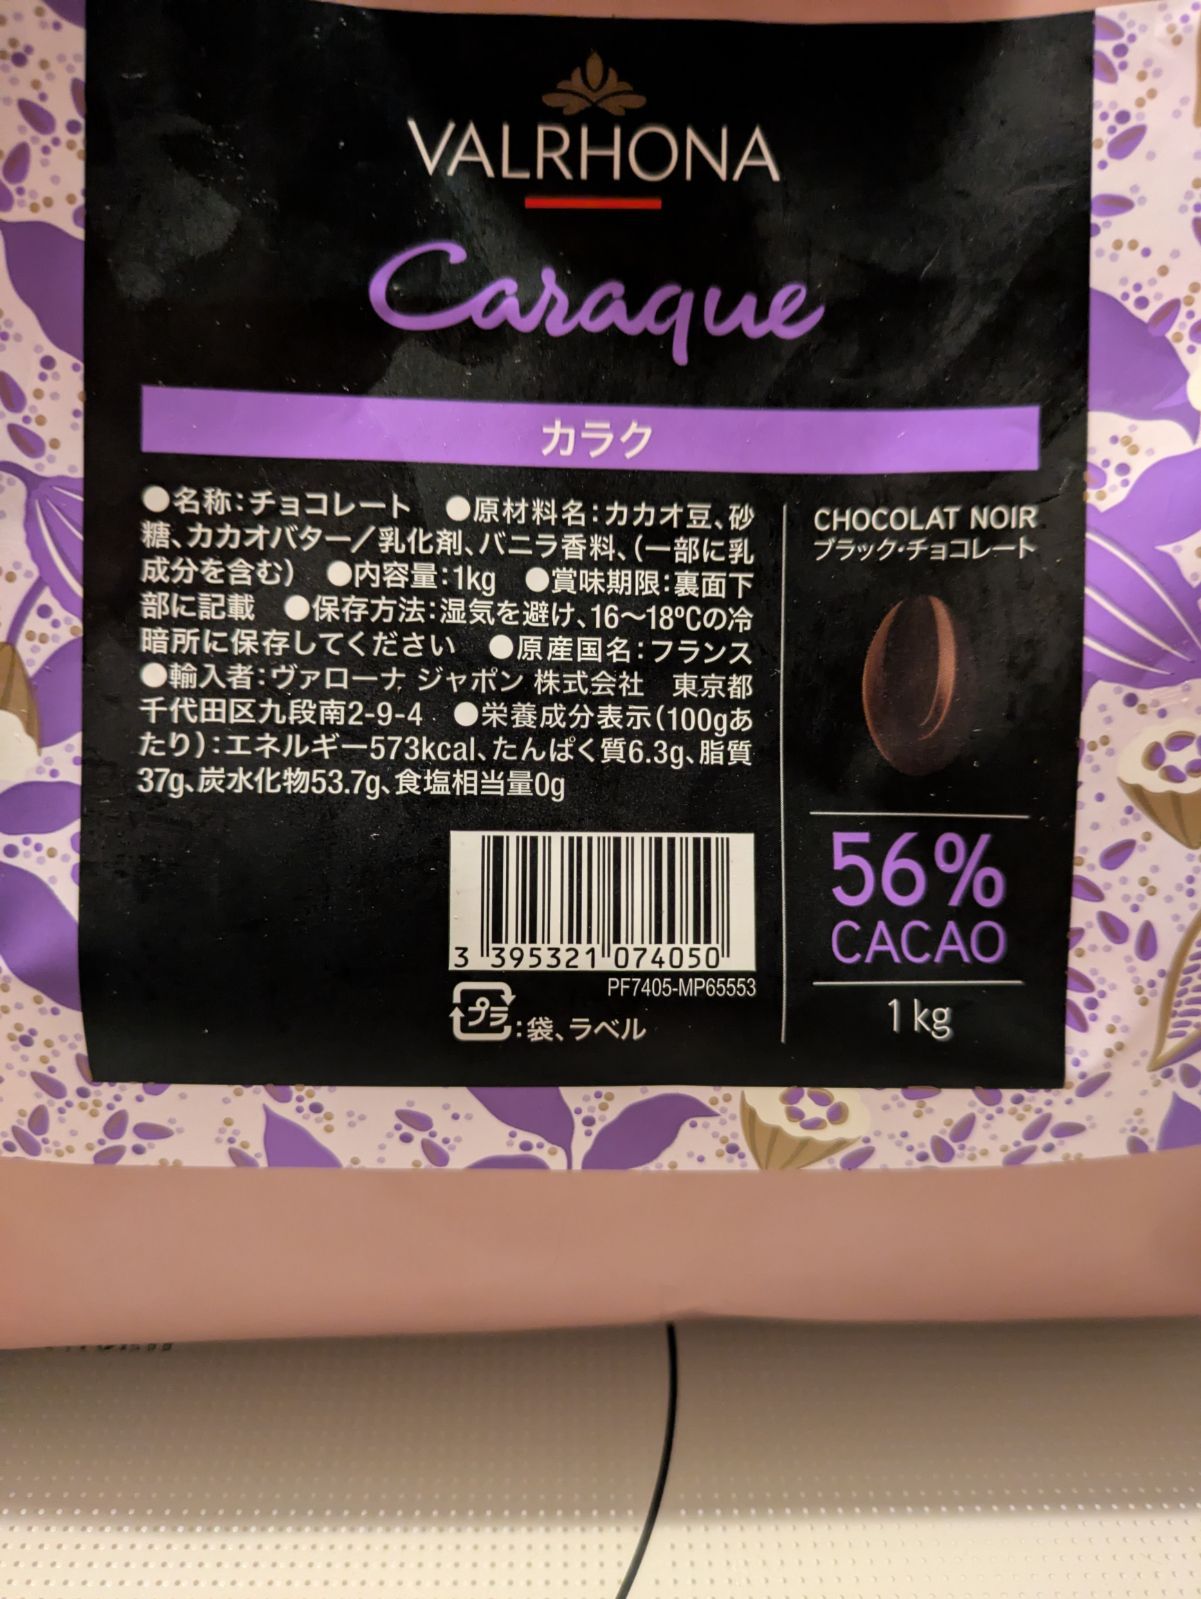 VALRHONA
Caraque
カラク
●名称:チョコレート ●原材料名:カカオ豆、砂
糖、カカオバター/乳化剤、バニラ香料、(一部に乳
成分を含む) ●内容量:1kg ●賞味期限:裏面下
部に記載 ●保存方法:湿気を避け、16〜18℃の冷
暗所に保存してください ●原産国名:フランス
●輸入者:ヴァローナ ジャポン 株式会社 東京都
千代田区九段南2-9-4 ●栄養成分表示(100gあ
たり):エネルギー573kcal、たんぱく質6.3g、脂質
37g、炭水化物53.7g、食塩相当量0g
3 395321 074050
PF7405-MP65553
プラ:袋、ラベル
CHOCOLAT NOIR
ブラック・チョコレート
56%
CACAO
1 kg